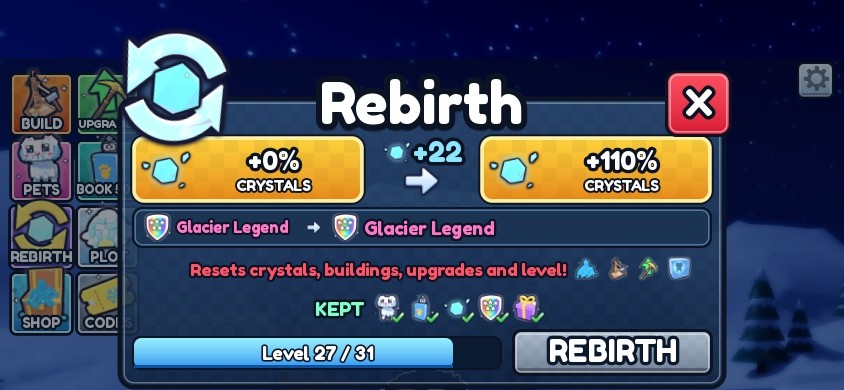 Rebirth
BUILD
UPGRA
PETS
BOOK
REBIRTH
PLO
SHOP
CODES
+0%
CRYSTALS
+22
+110%
CRYSTALS
Glacier Legend
Glacier Legend
Resets crystals, buildings, upgrades and level!
KEPT
Level 27 / 31
REBIRTH